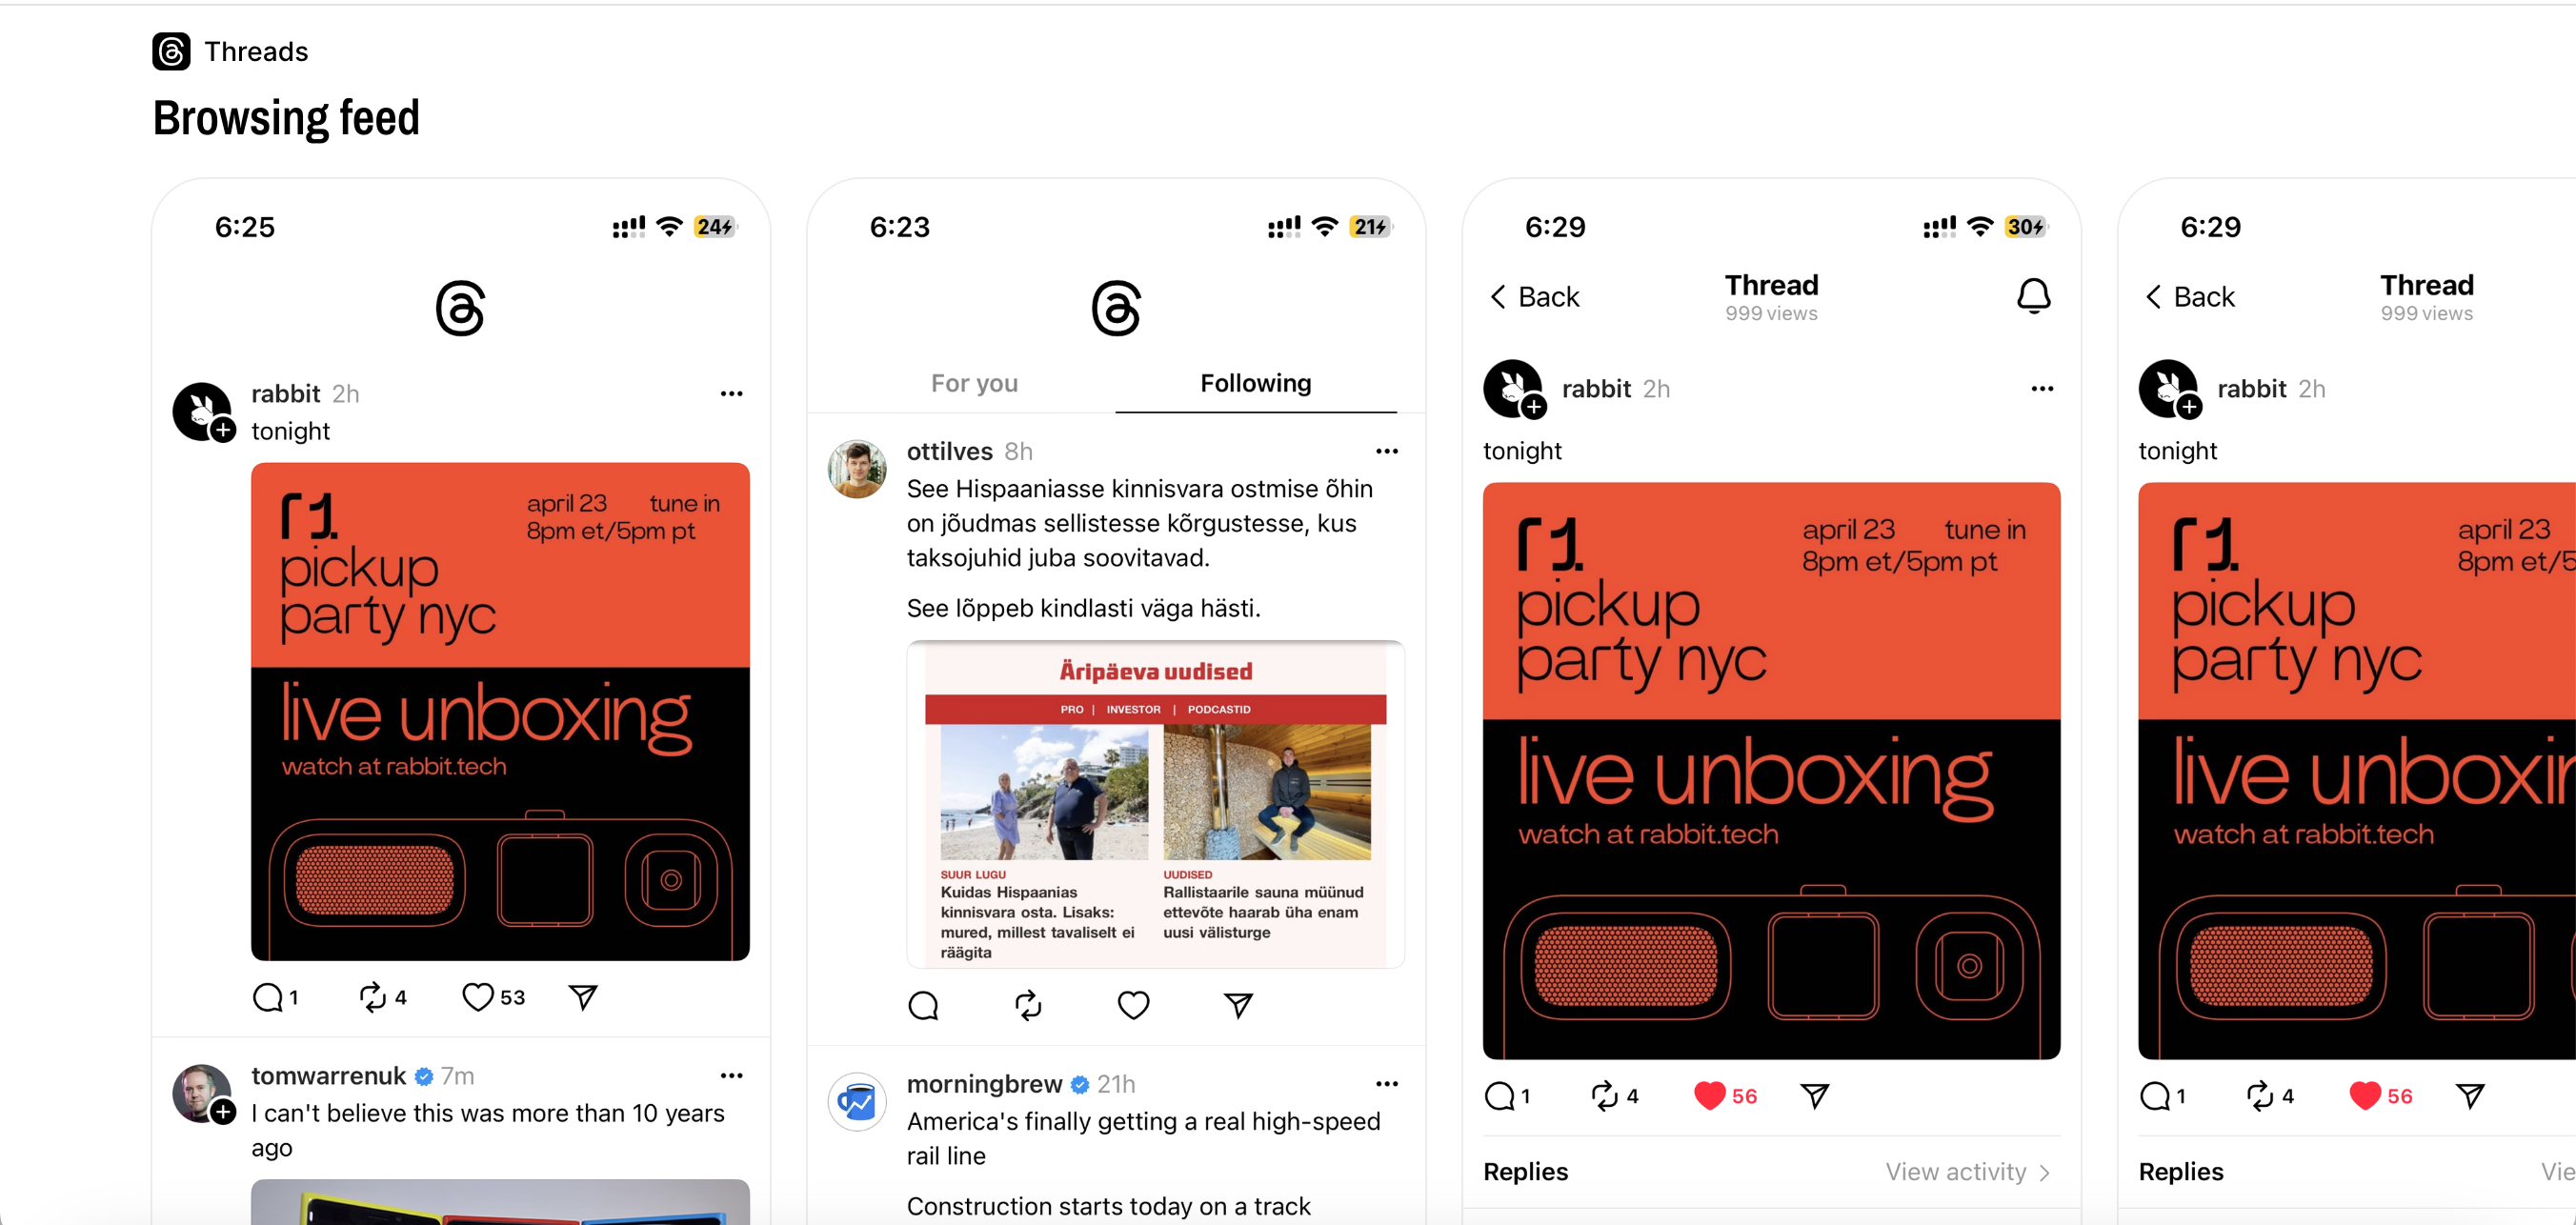 Threads
Browsing feed
6:25
24
rabbit 2h
tonight
r1
pickup
party nyc
april 23 tune in
8pm et/5pm pt
live unboxing
watch at rabbit.tech
1 4 53
tomwarrenuk 7m
I can't believe this was more than 10 years
ago
6:23
21
For you Following
ottilves 8h
See Hispaaniasse kinnisvara ostmise õhin
on jõudmas sellistesse kõrgustesse, kus
taksojuhid juba soovitavad.
See lõppeb kindlasti väga hästi.
Äripäeva uudised
PRO | INVESTOR | PODCASTID
SUUR LUGU
Kuidas Hispaanias
kinnisvara osta. Lisaks:
mured, millest tavaliselt ei
räägita
UUDISED
Rallistaarile sauna müünud
ettevõte haarab üha enam
uusi välisturge
morningbrew 21h
America's finally getting a real high-speed
rail line
Construction starts today on a track
6:29
30
Back
Thread
999 views
rabbit 2h
tonight
r1
pickup
party nyc
april 23 tune in
8pm et/5pm pt
live unboxing
watch at rabbit.tech
1 4 56
Replies View activity
6:29
Back
Thread
999 views
rabbit 2h
tonight
r1
pickup
party nyc
april 23
8pm et/5
live unboxin
watch at rabbit.tech
1 4 56
Replies Vie